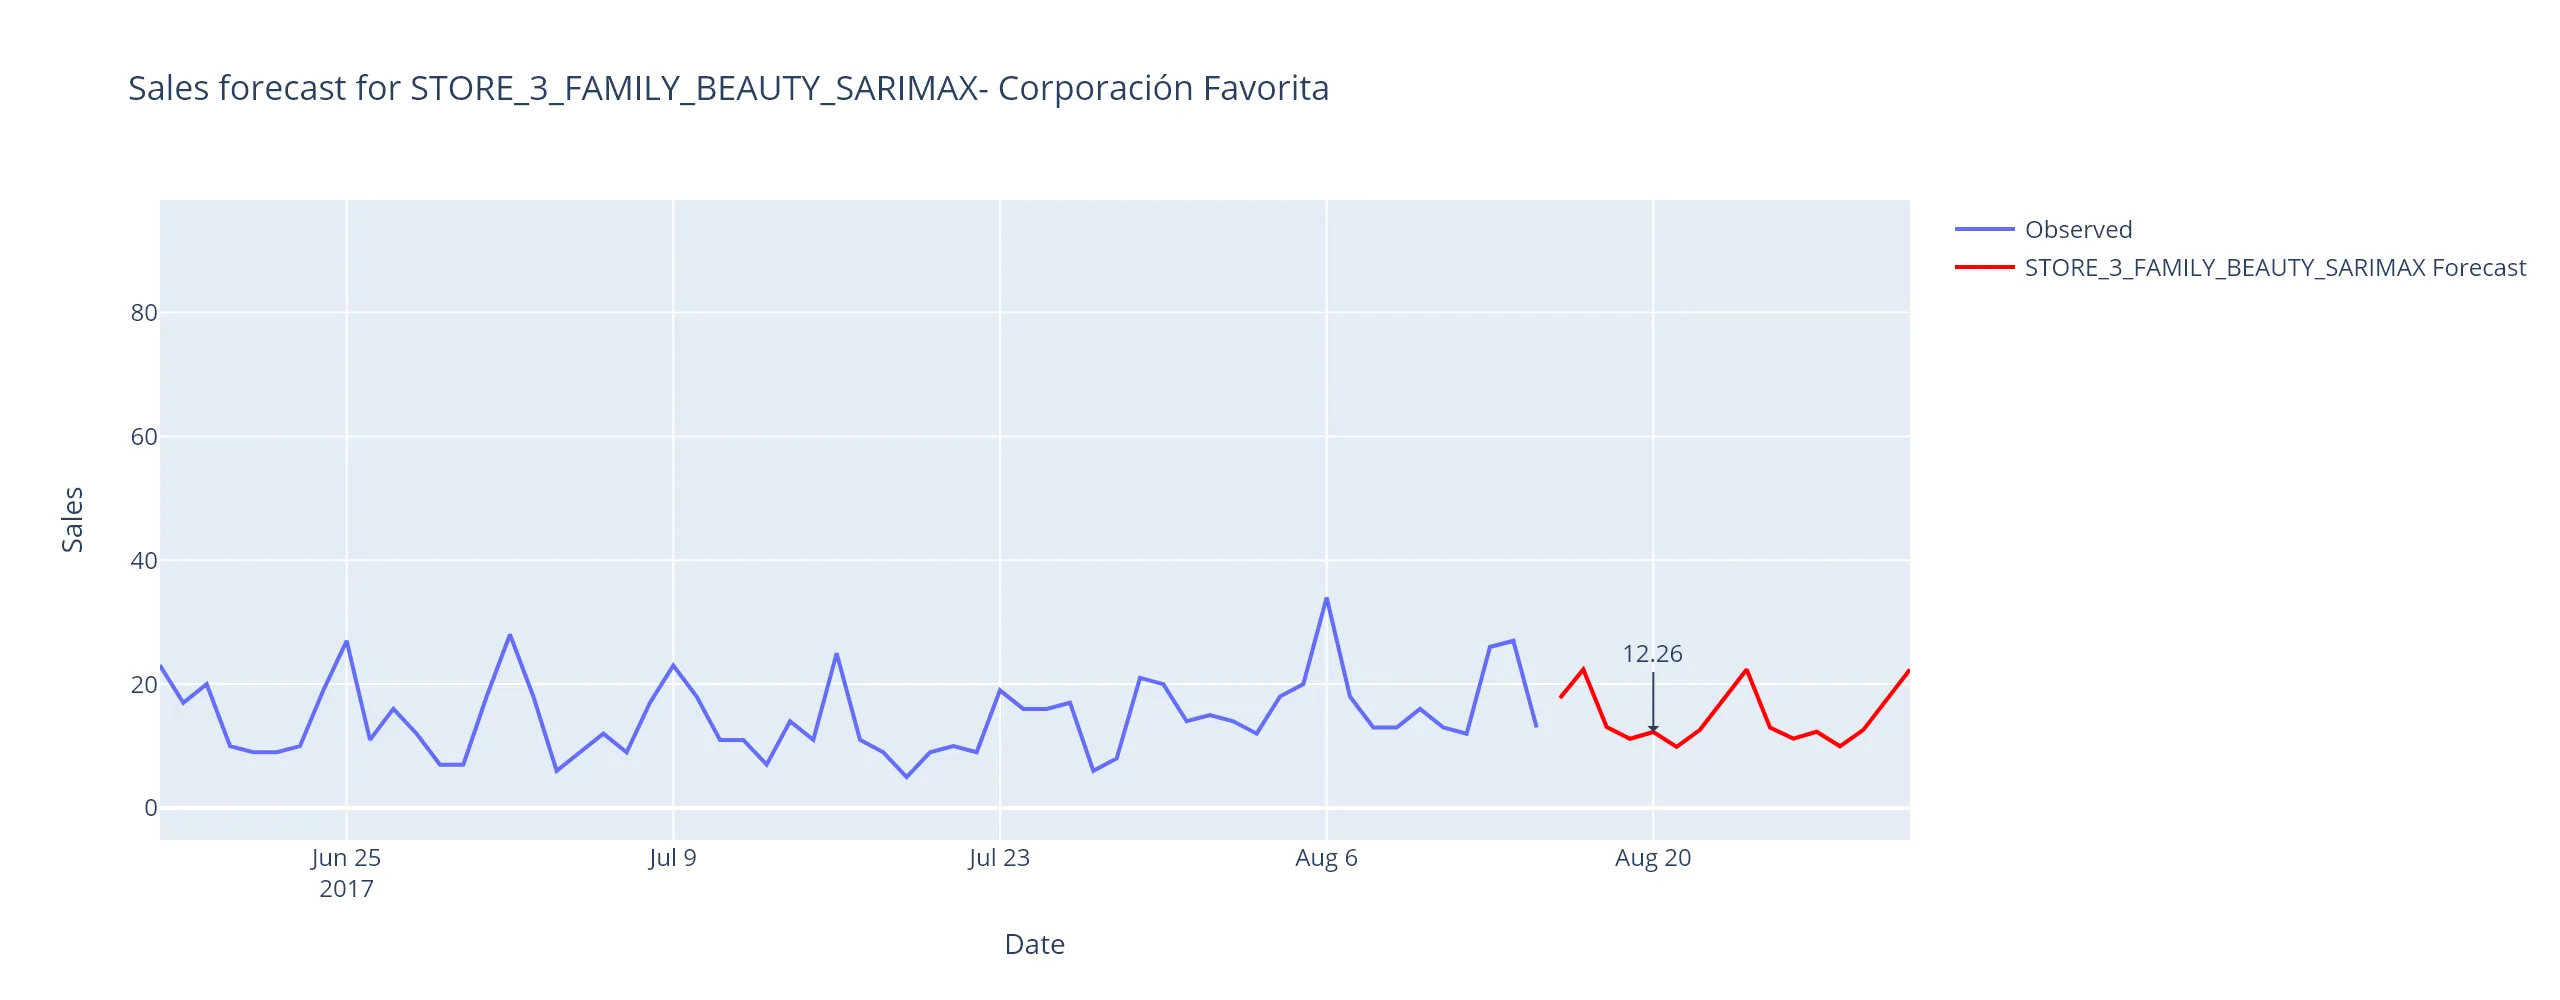 Sales forecast for STORE_3_FAMILY_BEAUTY_SARIMAX- Corporación Favorita
Observed
STORE_3_FAMILY_BEAUTY_SARIMAX Forecast
80
60
40
20
0
Sales
12.26
Jun 25
2017
Jul 9
Jul 23
Aug 6
Aug 20
Date